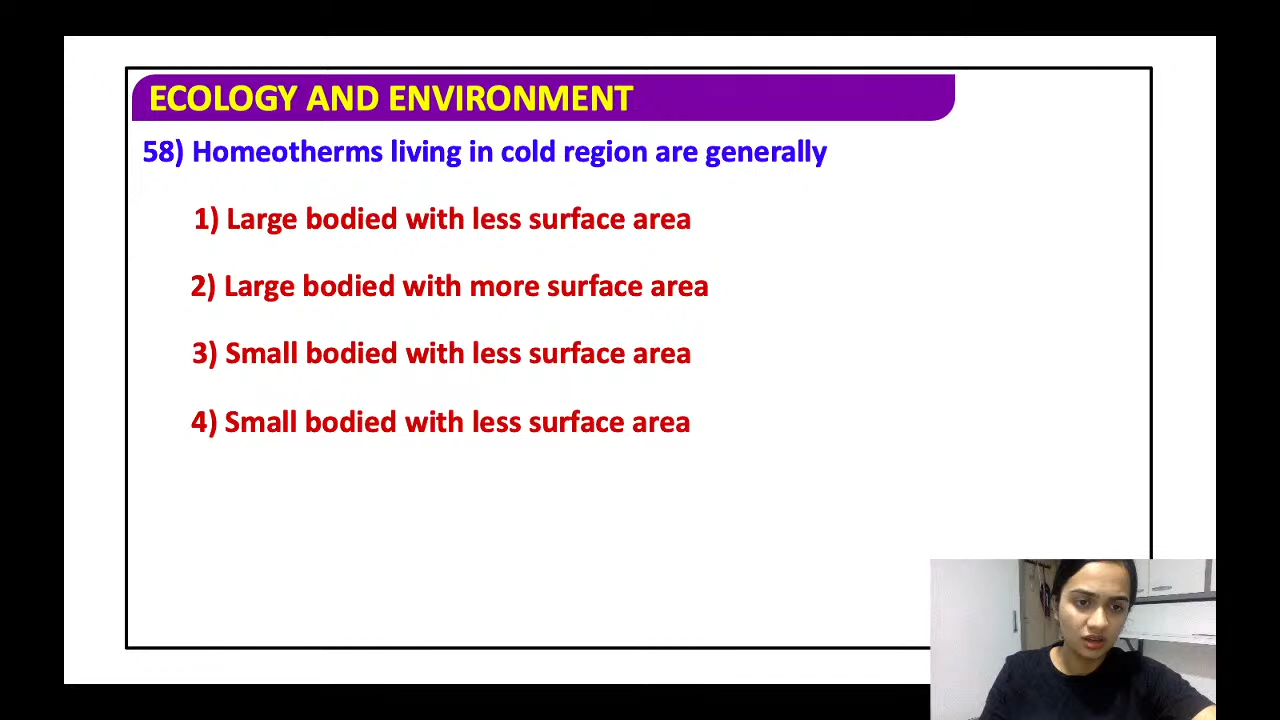 ECOLOGY AND ENVIRONMENT
58) Homeotherms living in cold region are generally
1) Large bodied with less surface area
2) Large bodied with more surface area
3) Small bodied with less surface area
4) Small bodied with less surface area